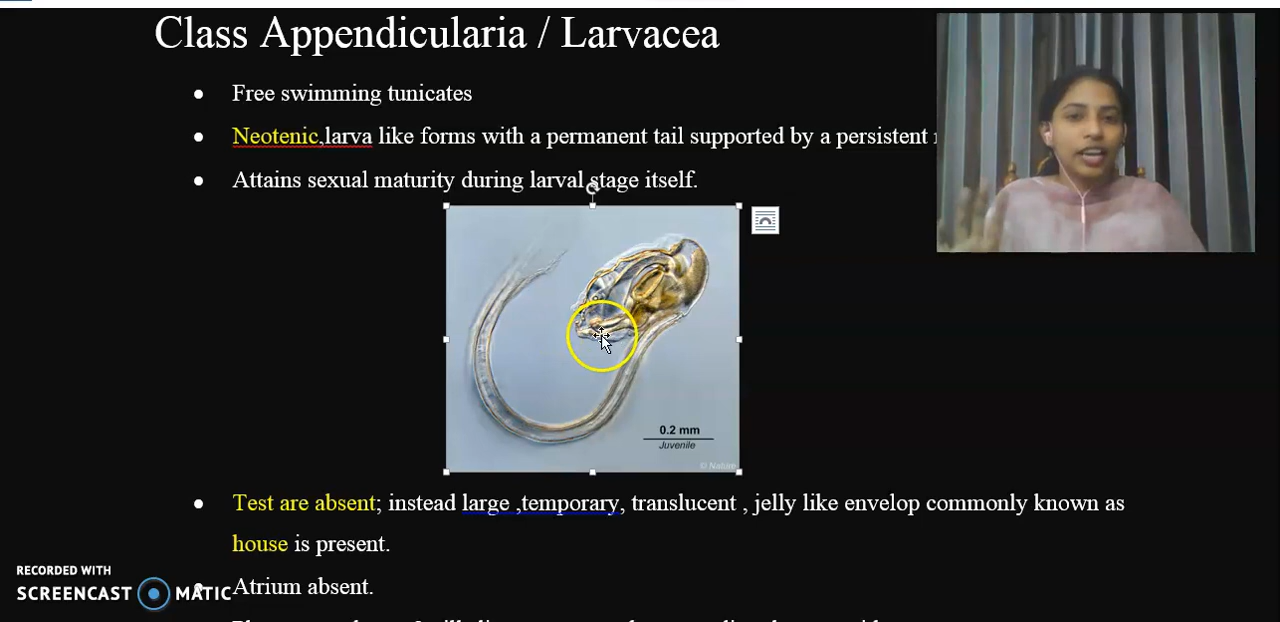 Class Appendicularia / Larvacea
Free swimming tunicates
Neotenic,larva like forms with a permanent tail supported by a persistent
Attains sexual maturity during larval stage itself.
0.2 mm
Juvenile
Test are absent; instead large ,temporary, translucent , jelly like envelop commonly known as
house is present.
RECORDED WITH
SCREENCAST MATIC
Atrium absent.